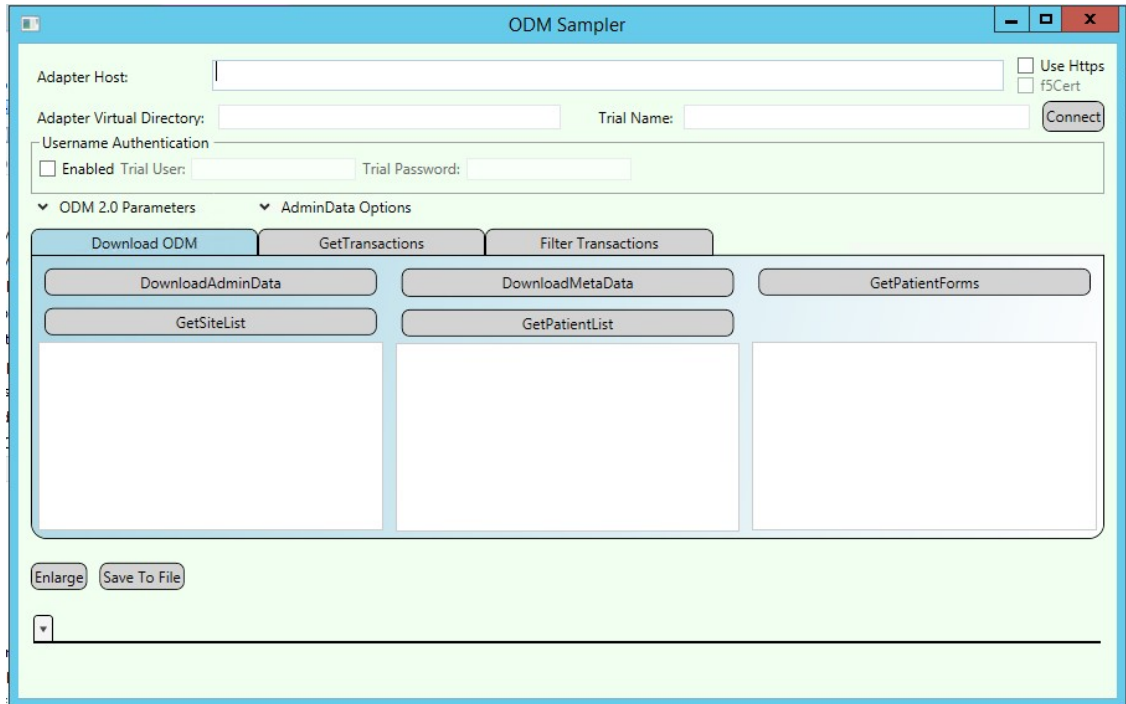 ODM Sampler
Adapter Host:
Use Https
f5Cert
Adapter Virtual Directory: Trial Name: Connect
Username Authentication
Enabled Trial User: Trial Password:
ODM 2.0 Parameters AdminData Options
Download ODM GetTransactions Filter Transactions
DownloadAdminData DownloadMetaData GetPatientForms
GetSiteList GetPatientList
Enlarge Save To File